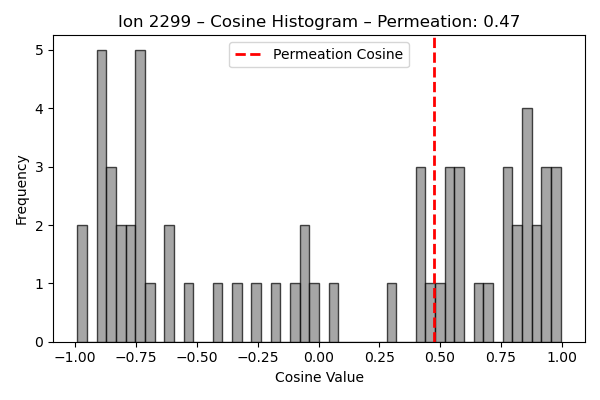 Ion 2299 – Cosine Histogram – Permeation: 0.47
Permeation Cosine
Frequency
5
4
3
2
1
0
−1.00 −0.75 −0.50 −0.25 0.00 0.25 0.50 0.75 1.00
Cosine Value